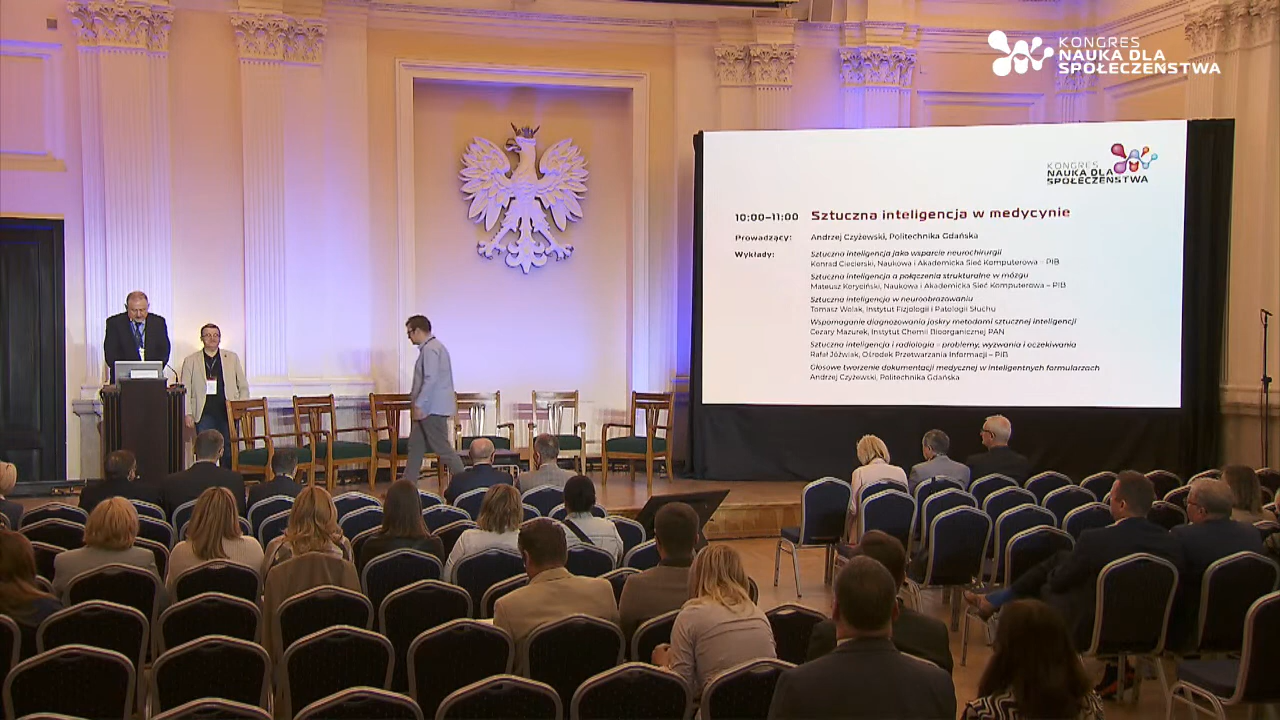 KONGRES
NAUKA DLA
SPOŁECZEŃSTWA
KONGRES
NAUKA DLA
SPOŁECZEŃSTWA
10:00–11:00 Sztuczna inteligencja w medycynie
Prowadzący: Andrzej Czyżewski, Politechnika Gdańska
Wykłady: Sztuczna inteligencja jako wsparcie neurochirurgii
Konrad Ciecierski, Naukowa i Akademicka Sieć Komputerowa – PIB
Sztuczna inteligencja a połączenia strukturalne w mózgu
Mateusz Koryciński, Naukowa i Akademicka Sieć Komputerowa – PIB
Sztuczna inteligencja w neuroobrazowaniu
Tomasz Wolak, Instytut Fizjologii i Patologii Słuchu
Wspomaganie diagnozowania jaskry metodami sztucznej inteligencji
Cezary Mazurek, Instytut Chemii Bioorganicznej PAN
Sztuczna inteligencja i radiologia – problemy, wyzwania i oczekiwania
Rafał Jóźwiak, Ośrodek Przetwarzania Informacji – PIB
Głosowe tworzenie dokumentacji medycznej w inteligentnych formularzach
Andrzej Czyżewski, Politechnika Gdańska